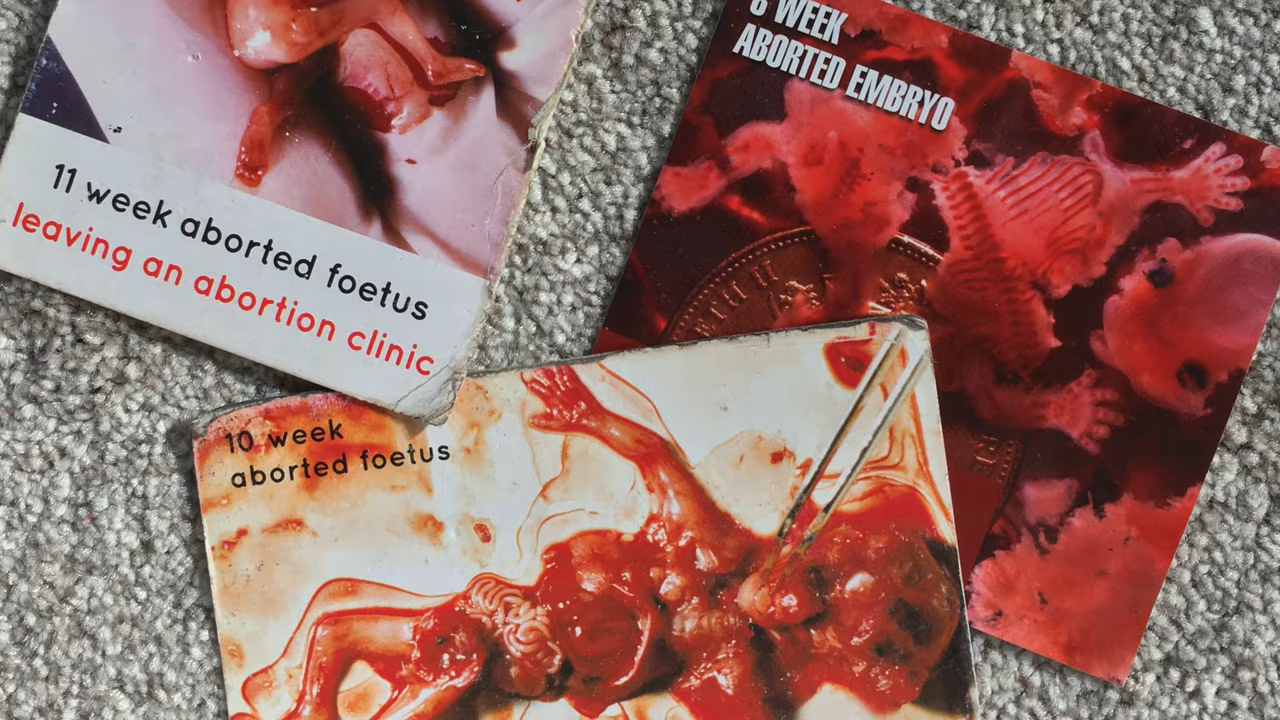 11 week aborted foetus
leaving an abortion clinic
WEEK
ABORTED EMBRYO
10 week
aborted foetus